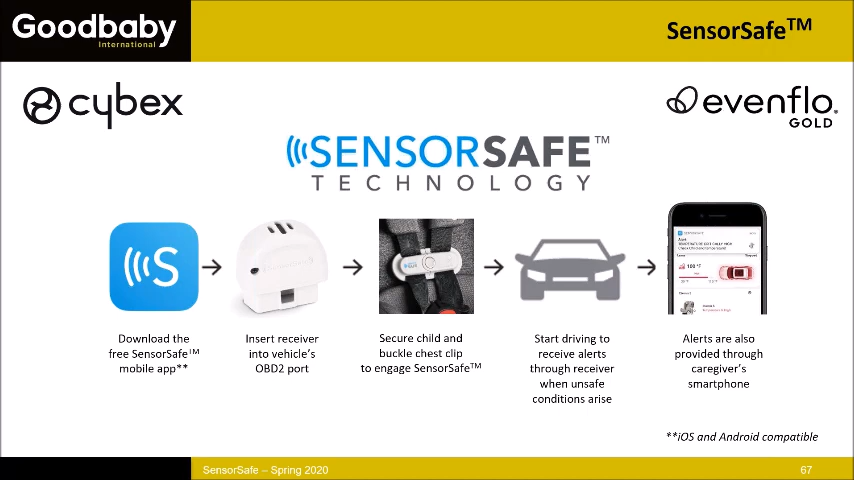 Goodbaby
International
SensorSafe™
cybex
evenflo®
GOLD
SENSORSAFE™
TECHNOLOGY
S
100 °F
Download the
free SensorSafe™
mobile app**
Insert receiver
into vehicle's
OBD2 port
Secure child and
buckle chest clip
to engage SensorSafe™
Start driving to
receive alerts
through receiver
when unsafe
conditions arise
Alerts are also
provided through
caregiver's
smartphone
**iOS and Android compatible
SensorSafe – Spring 2020
67